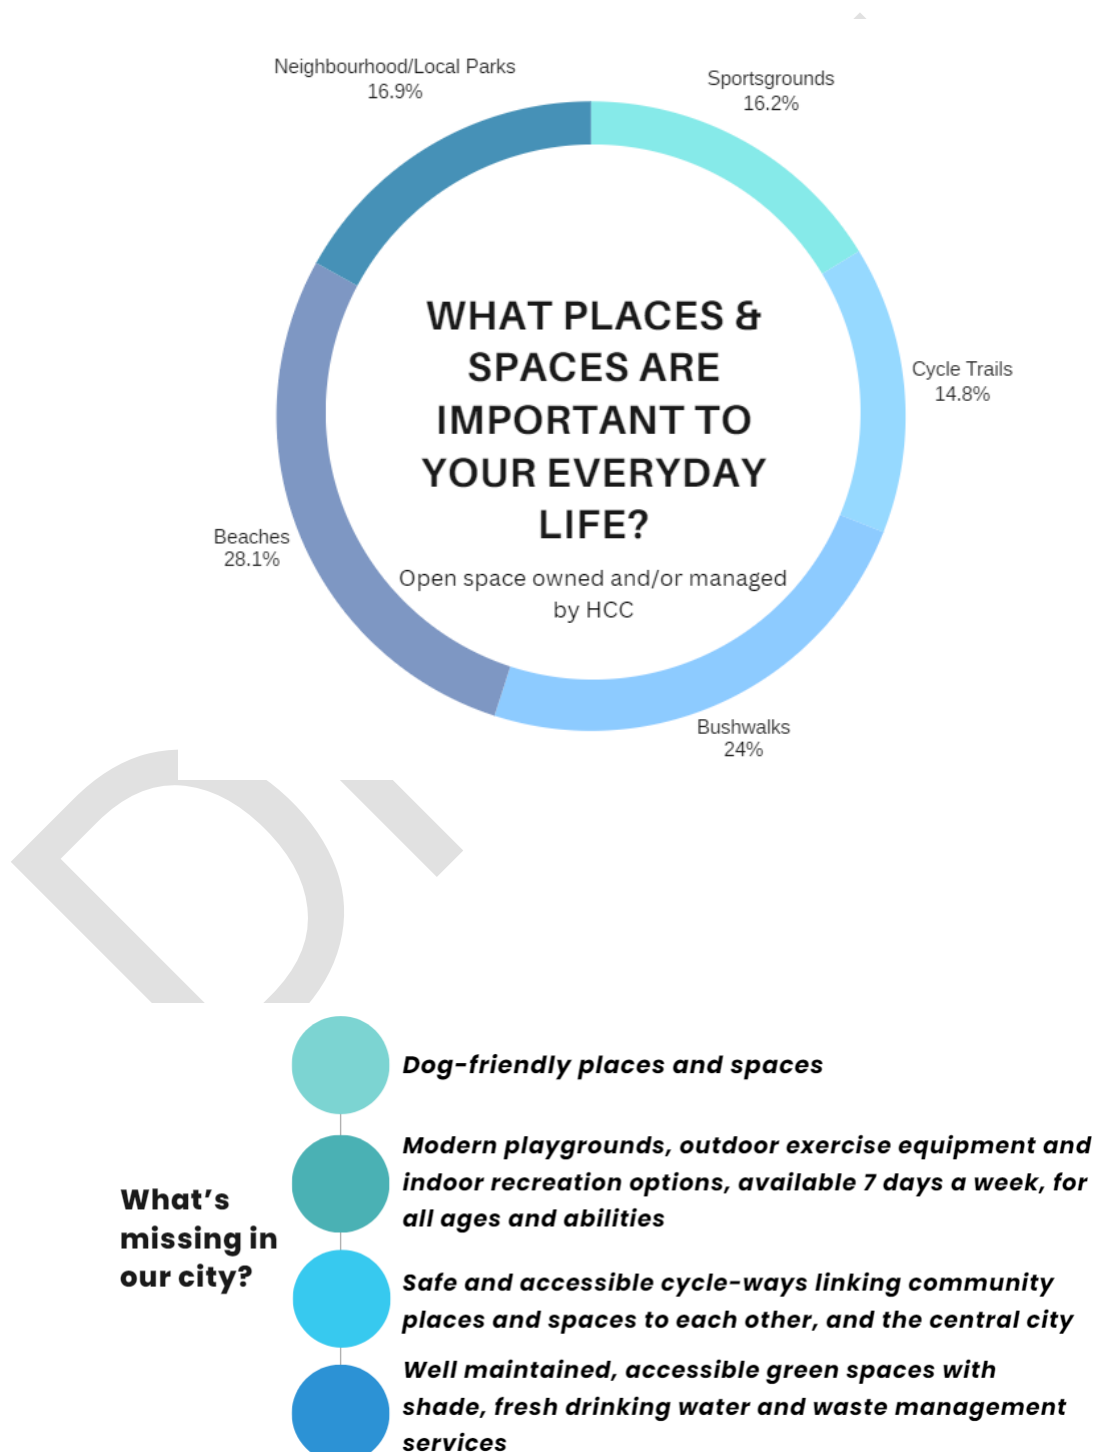 Neighbourhood/Local Parks
16.9%
Sportsgrounds
16.2%
WHAT PLACES &
SPACES ARE
IMPORTANT TO
YOUR EVERYDAY
LIFE?
Open space owned and/or managed
by HCC
Cycle Trails
14.8%
Beaches
28.1%
Bushwalks
24%
What's
missing in
our city?
Dog-friendly places and spaces
Modern playgrounds, outdoor exercise equipment and
indoor recreation options, available 7 days a week, for
all ages and abilities
Safe and accessible cycle-ways linking community
places and spaces to each other, and the central city
Well maintained, accessible green spaces with
shade, fresh drinking water and waste management
services